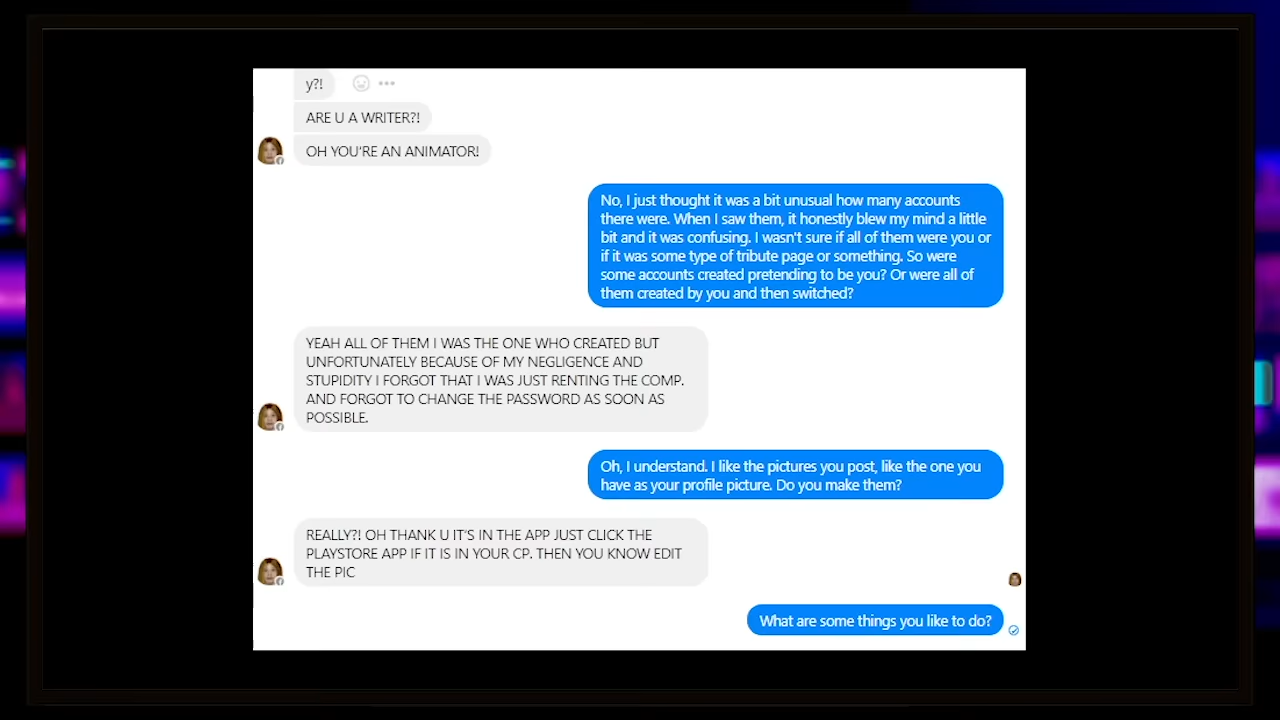 y?!
ARE U A WRITER?!
OH YOU'RE AN ANIMATOR!
No, I just thought it was a bit unusual how many accounts
there were. When I saw them, it honestly blew my mind a little
bit and it was confusing. I wasn't sure if all of them were you or
if it was some type of tribute page or something. So were
some accounts created pretending to be you? Or were all of
them created by you and then switched?
YEAH ALL OF THEM I WAS THE ONE WHO CREATED BUT
UNFORTUNATELY BECAUSE OF MY NEGLIGENCE AND
STUPIDITY I FORGOT THAT I WAS JUST RENTING THE COMP.
AND FORGOT TO CHANGE THE PASSWORD AS SOON AS
POSSIBLE.
Oh, I understand. I like the pictures you post, like the one you
have as your profile picture. Do you make them?
REALLY?! OH THANK U IT'S IN THE APP JUST CLICK THE
PLAYSTORE APP IF IT IS IN YOUR CP. THEN YOU KNOW EDIT
THE PIC
What are some things you like to do?